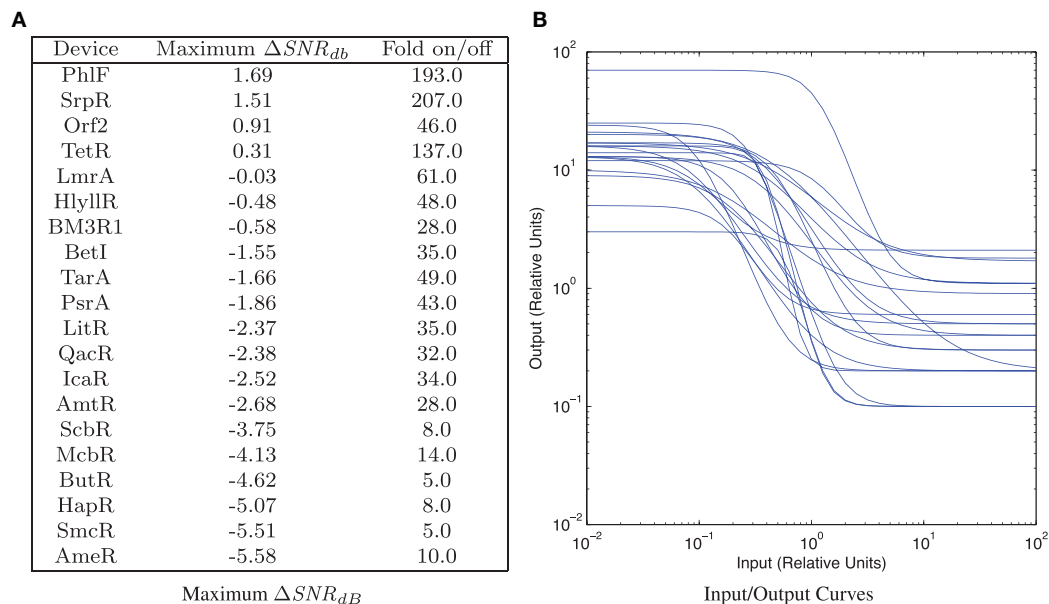 A
Device Maximum ΔSNR_db Fold on/off
PhlF 1.69 193.0
SrpR 1.51 207.0
Orf2 0.91 46.0
TetR 0.31 137.0
LmrA -0.03 61.0
HlyllR -0.48 48.0
BM3R1 -0.58 28.0
BetI -1.55 35.0
TarA -1.66 49.0
PsrA -1.86 43.0
LitR -2.37 35.0
QacR -2.38 32.0
IcaR -2.52 34.0
AmtR -2.68 28.0
ScbR -3.75 8.0
McbR -4.13 14.0
ButR -4.62 5.0
HapR -5.07 8.0
SmcR -5.51 5.0
AmeR -5.58 10.0
Maximum ΔSNR_dB
B
10^2
10^1
10^0
10^-1
10^-2
Output (Relative Units)
10^-2 10^-1 10^0 10^1 10^2
Input (Relative Units)
Input/Output Curves